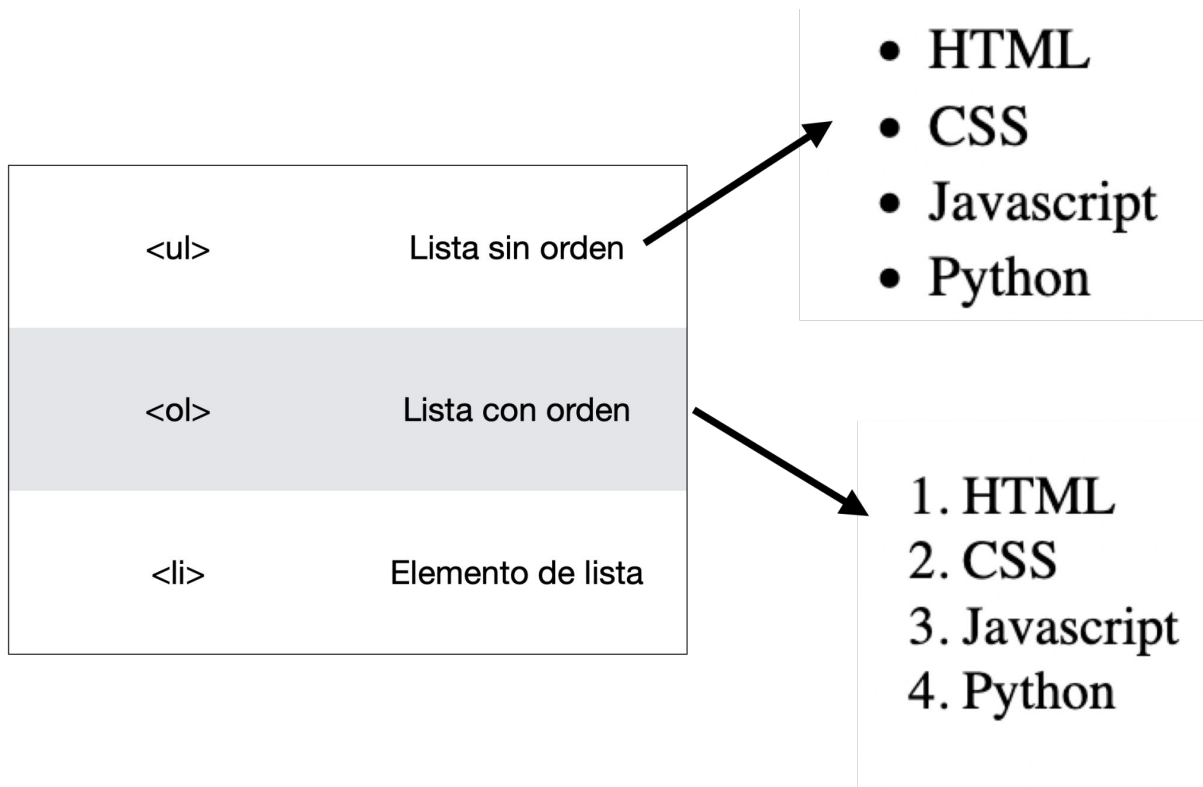 <ul> Lista sin orden
<ol> Lista con orden
<li> Elemento de lista
• HTML
• CSS
• Javascript
• Python
1. HTML
2. CSS
3. Javascript
4. Python